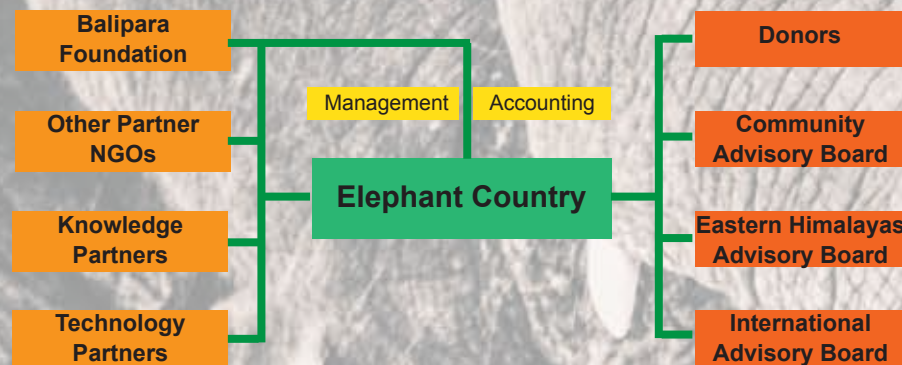 Balipara
Foundation
Other Partner
NGOs
Knowledge
Partners
Technology
Partners
Management
Accounting
Elephant Country
Donors
Community
Advisory Board
Eastern Himalayas
Advisory Board
International
Advisory Board